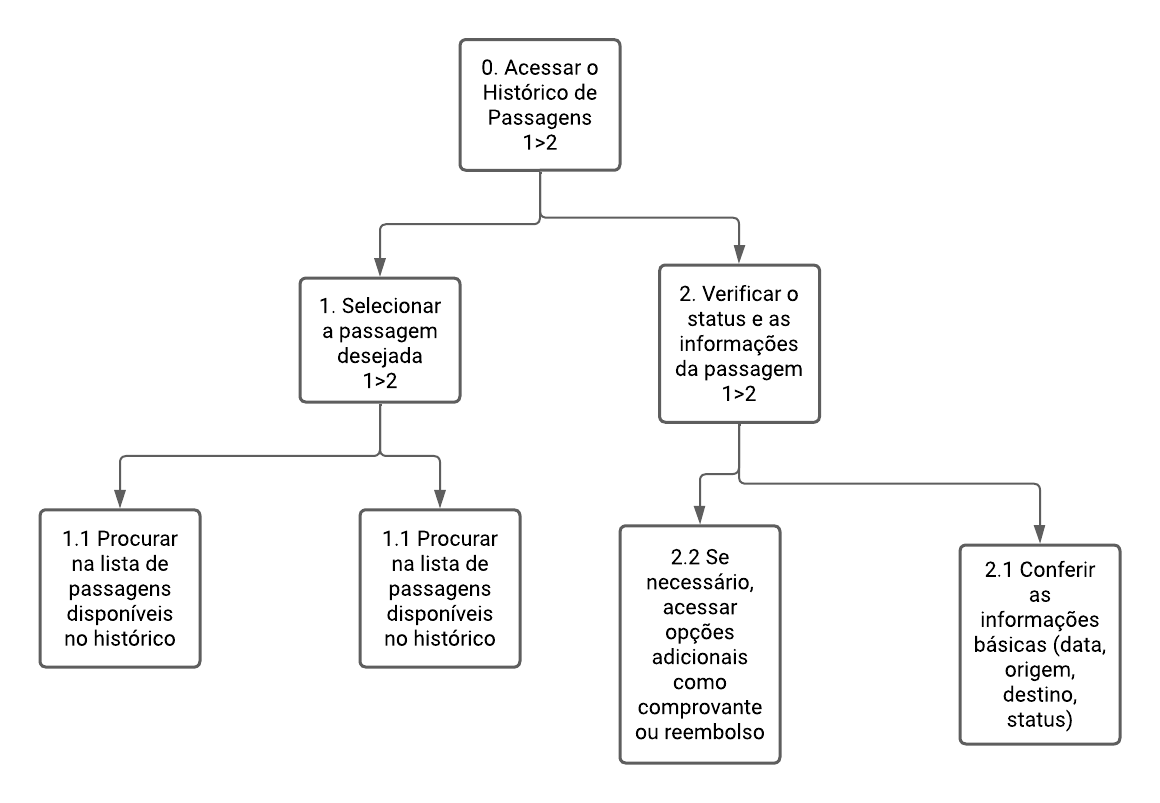 0. Acessar o
Histórico de
Passagens
1>2
1. Selecionar
a passagem
desejada
1>2
2. Verificar o
status e as
informações
da passagem
1>2
1.1 Procurar
na lista de
passagens
disponíveis
no histórico
1.1 Procurar
na lista de
passagens
disponíveis
no histórico
2.2 Se
necessário,
acessar
opções
adicionais
como
comprovante
ou reembolso
2.1 Conferir
as
informações
básicas (data,
origem,
destino,
status)